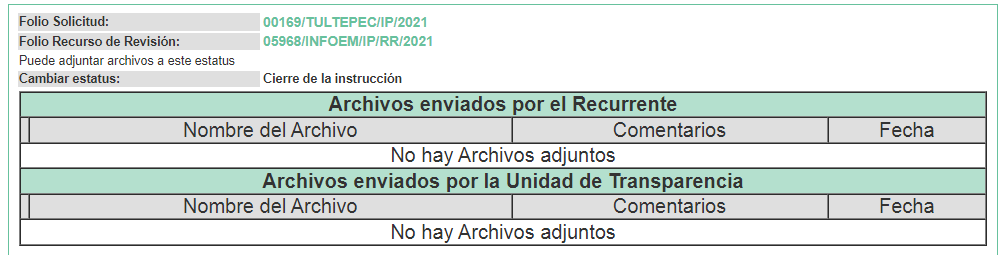 Folio Solicitud: 00169/TULTEPEC/IP/2021
Folio Recurso de Revisión: 05968/INFOEM/IP/RR/2021
Puede adjuntar archivos a este estatus
Cambiar estatus: Cierre de la instrucción
Archivos enviados por el Recurrente
Nombre del Archivo Comentarios Fecha
No hay Archivos adjuntos
Archivos enviados por la Unidad de Transparencia
Nombre del Archivo Comentarios Fecha
No hay Archivos adjuntos